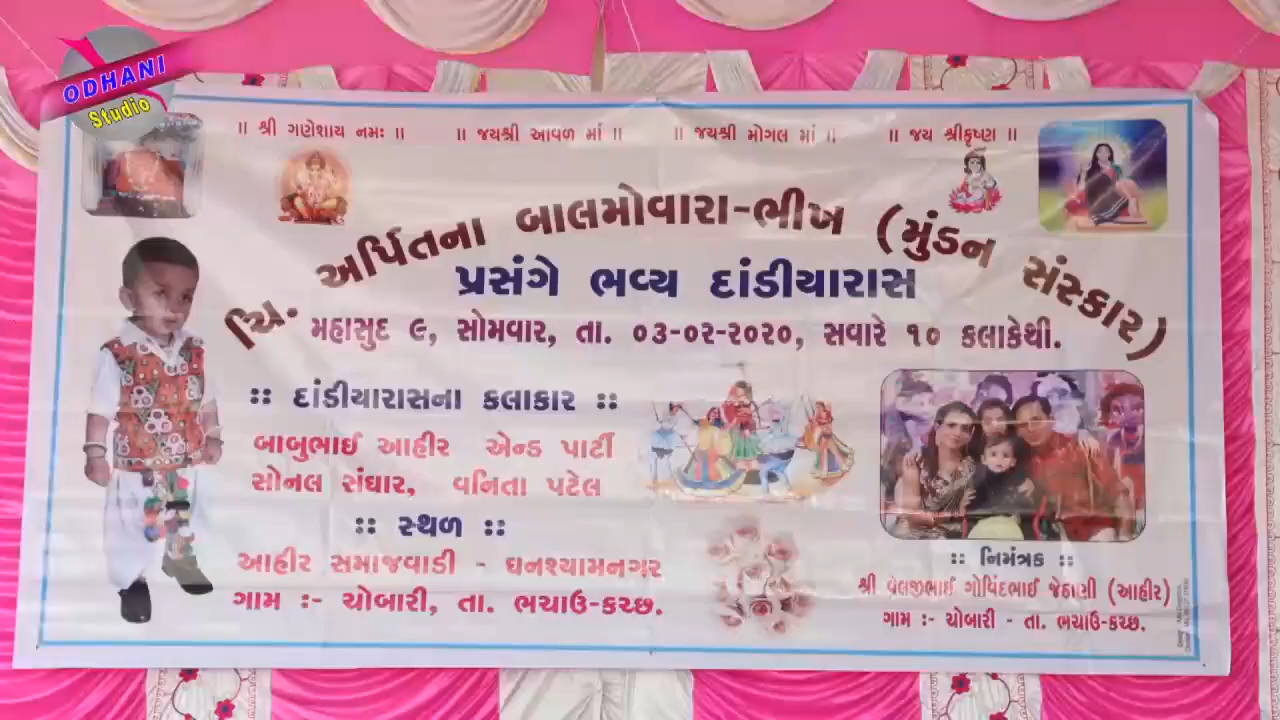 ODHANI
Studio
॥ શ્રી ગણેશાય નમઃ ॥ ॥ જયશ્રી આવળ માં ॥ ॥ જયશ્રી મોગલ માં ॥ ॥ જય શ્રીકૃષ્ણ ॥
ચિ. અર્પિતના બાલમોવારા-ભીખ (મુંડન સંસ્કાર)
પ્રસંગે ભવ્ય દાંડીયારાસ
મહાસુદ ૯, સોમવાર, તા. ૦૩-૦૨-૨૦૨૦, સવારે ૧૦ કલાકેથી.
:: દાંડીયારાસના કલાકાર ::
બાબુભાઈ આહીર એન્ડ પાર્ટી
સોનલ સંઘાર, વનિતા પટેલ
:: સ્થળ ::
આહીર સમાજવાડી - ઘનશ્યામનગર
ગામ :- ચોબારી, તા. ભચાઉ-કચ્છ.
:: નિમંત્રક ::
શ્રી વેલજીભાઈ ગોવિંદભાઈ જેઠાણી (આહીર)
ગામ :- ચોબારી - તા. ભચાઉ-કચ્છ.